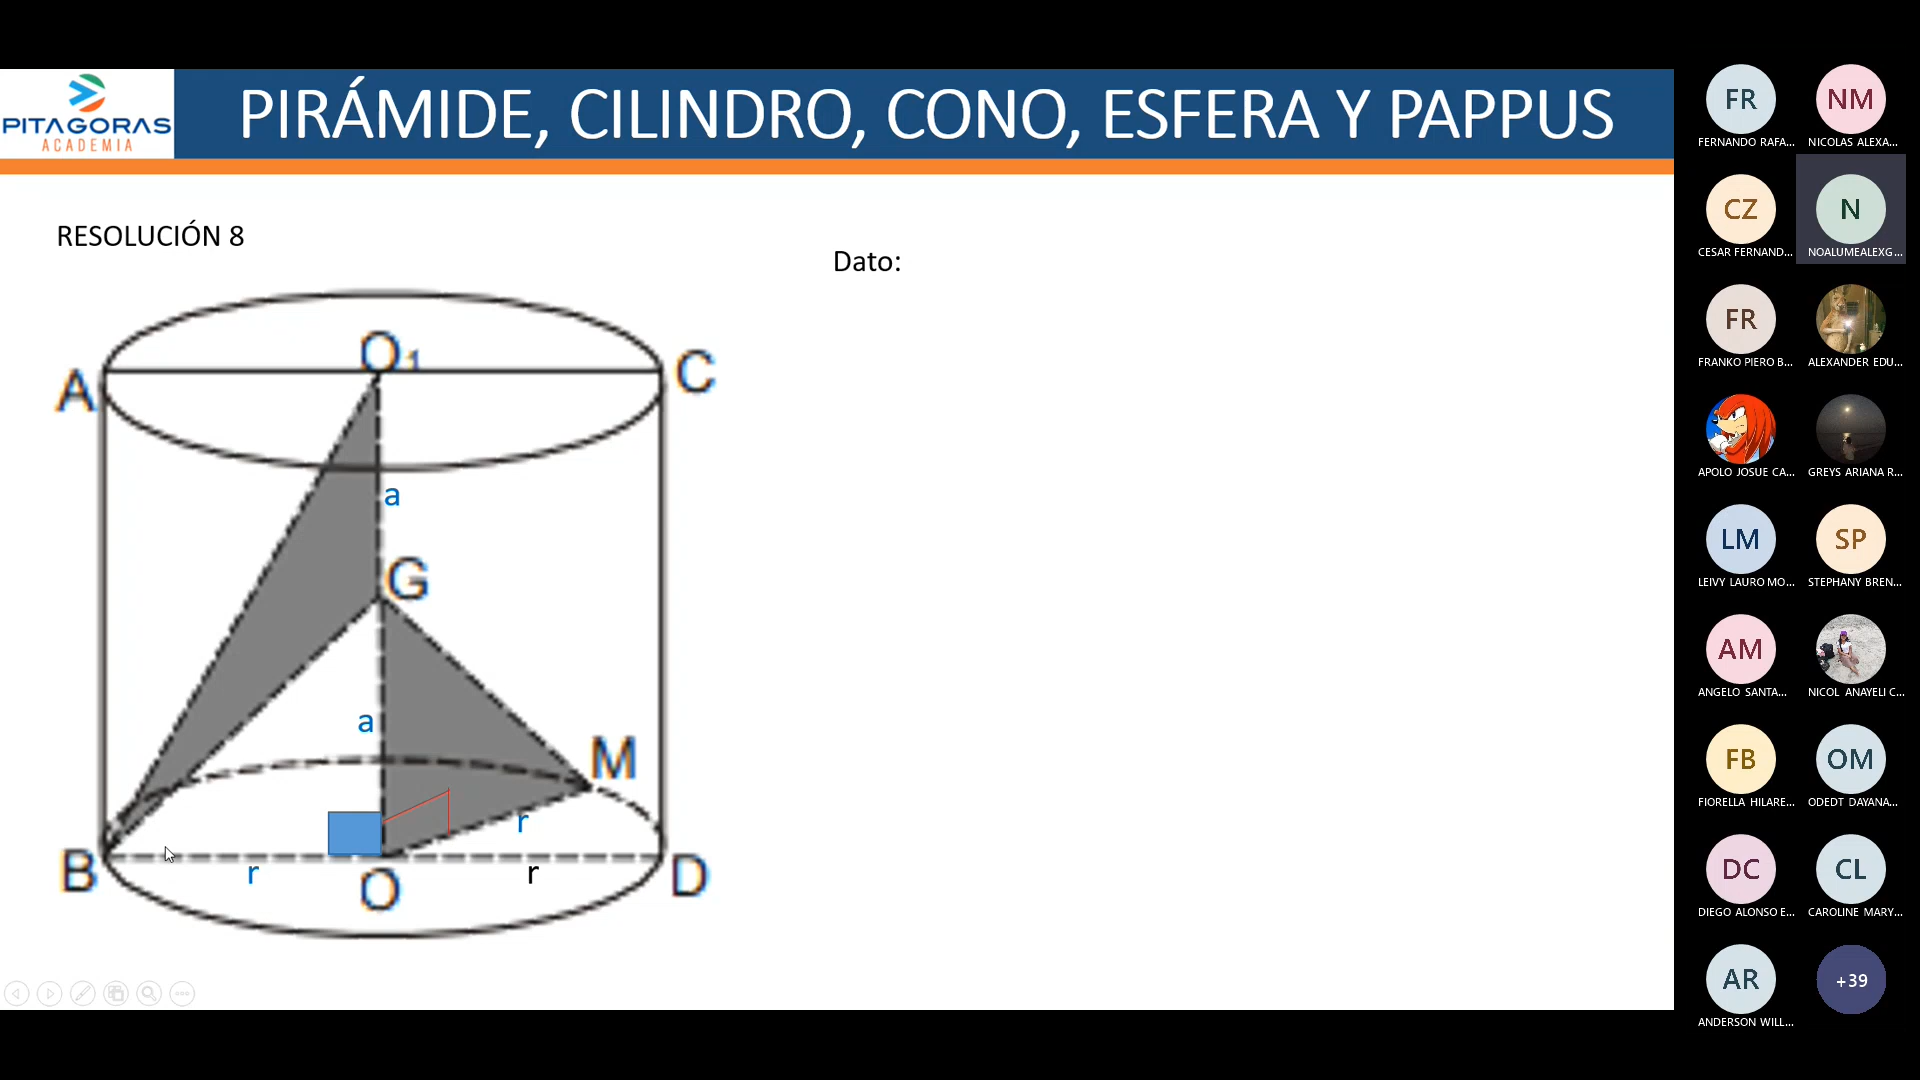 PITAGORAS
ACADEMIA
PIRÁMIDE, CILINDRO, CONO, ESFERA Y PAPPUS
RESOLUCIÓN 8
Dato:
O₁
A
C
a
G
a
M
r
B
r
O
r
D
FR
FERNANDO RAFA...
NM
NICOLAS ALEXA...
CZ
CESAR FERNAND...
N
NOALUMEALEXG...
FR
FRANKO PIERO B...
ALEXANDER EDU...
APOLO JOSUE CA...
GREYS ARIANA R...
LM
LEIVY LAURO MO...
SP
STEPHANY BREN...
AM
ANGELO SANTA...
NICOL ANAYELI C...
FB
FIORELLA HILARE...
OM
ODEDT DAYANA...
DC
DIEGO ALONSO E...
CL
CAROLINE MARY...
AR
ANDERSON WILL...
+39